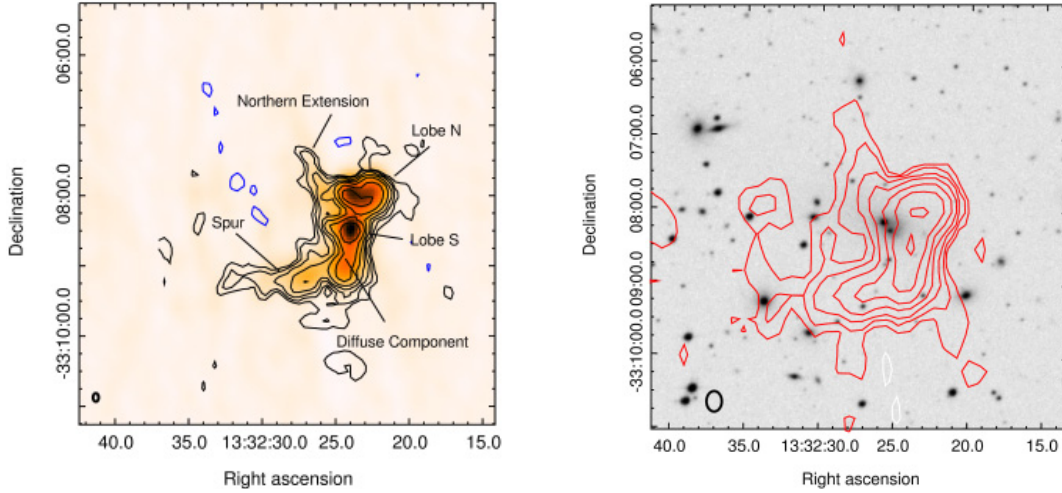 06:00.0
08:00.0
-33:10:00.0
Declination
Northern Extension
Lobe N
Spur
Lobe S
Diffuse Component
40.0 35.0 13:32:30.0 25.0 20.0 15.0
Right ascension
06:00.0
07:00.0
08:00.0
09:00.0
-33:10:00.0
Declination
40.0 35.0 13:32:30.0 25.0 20.0 15.0
Right ascension